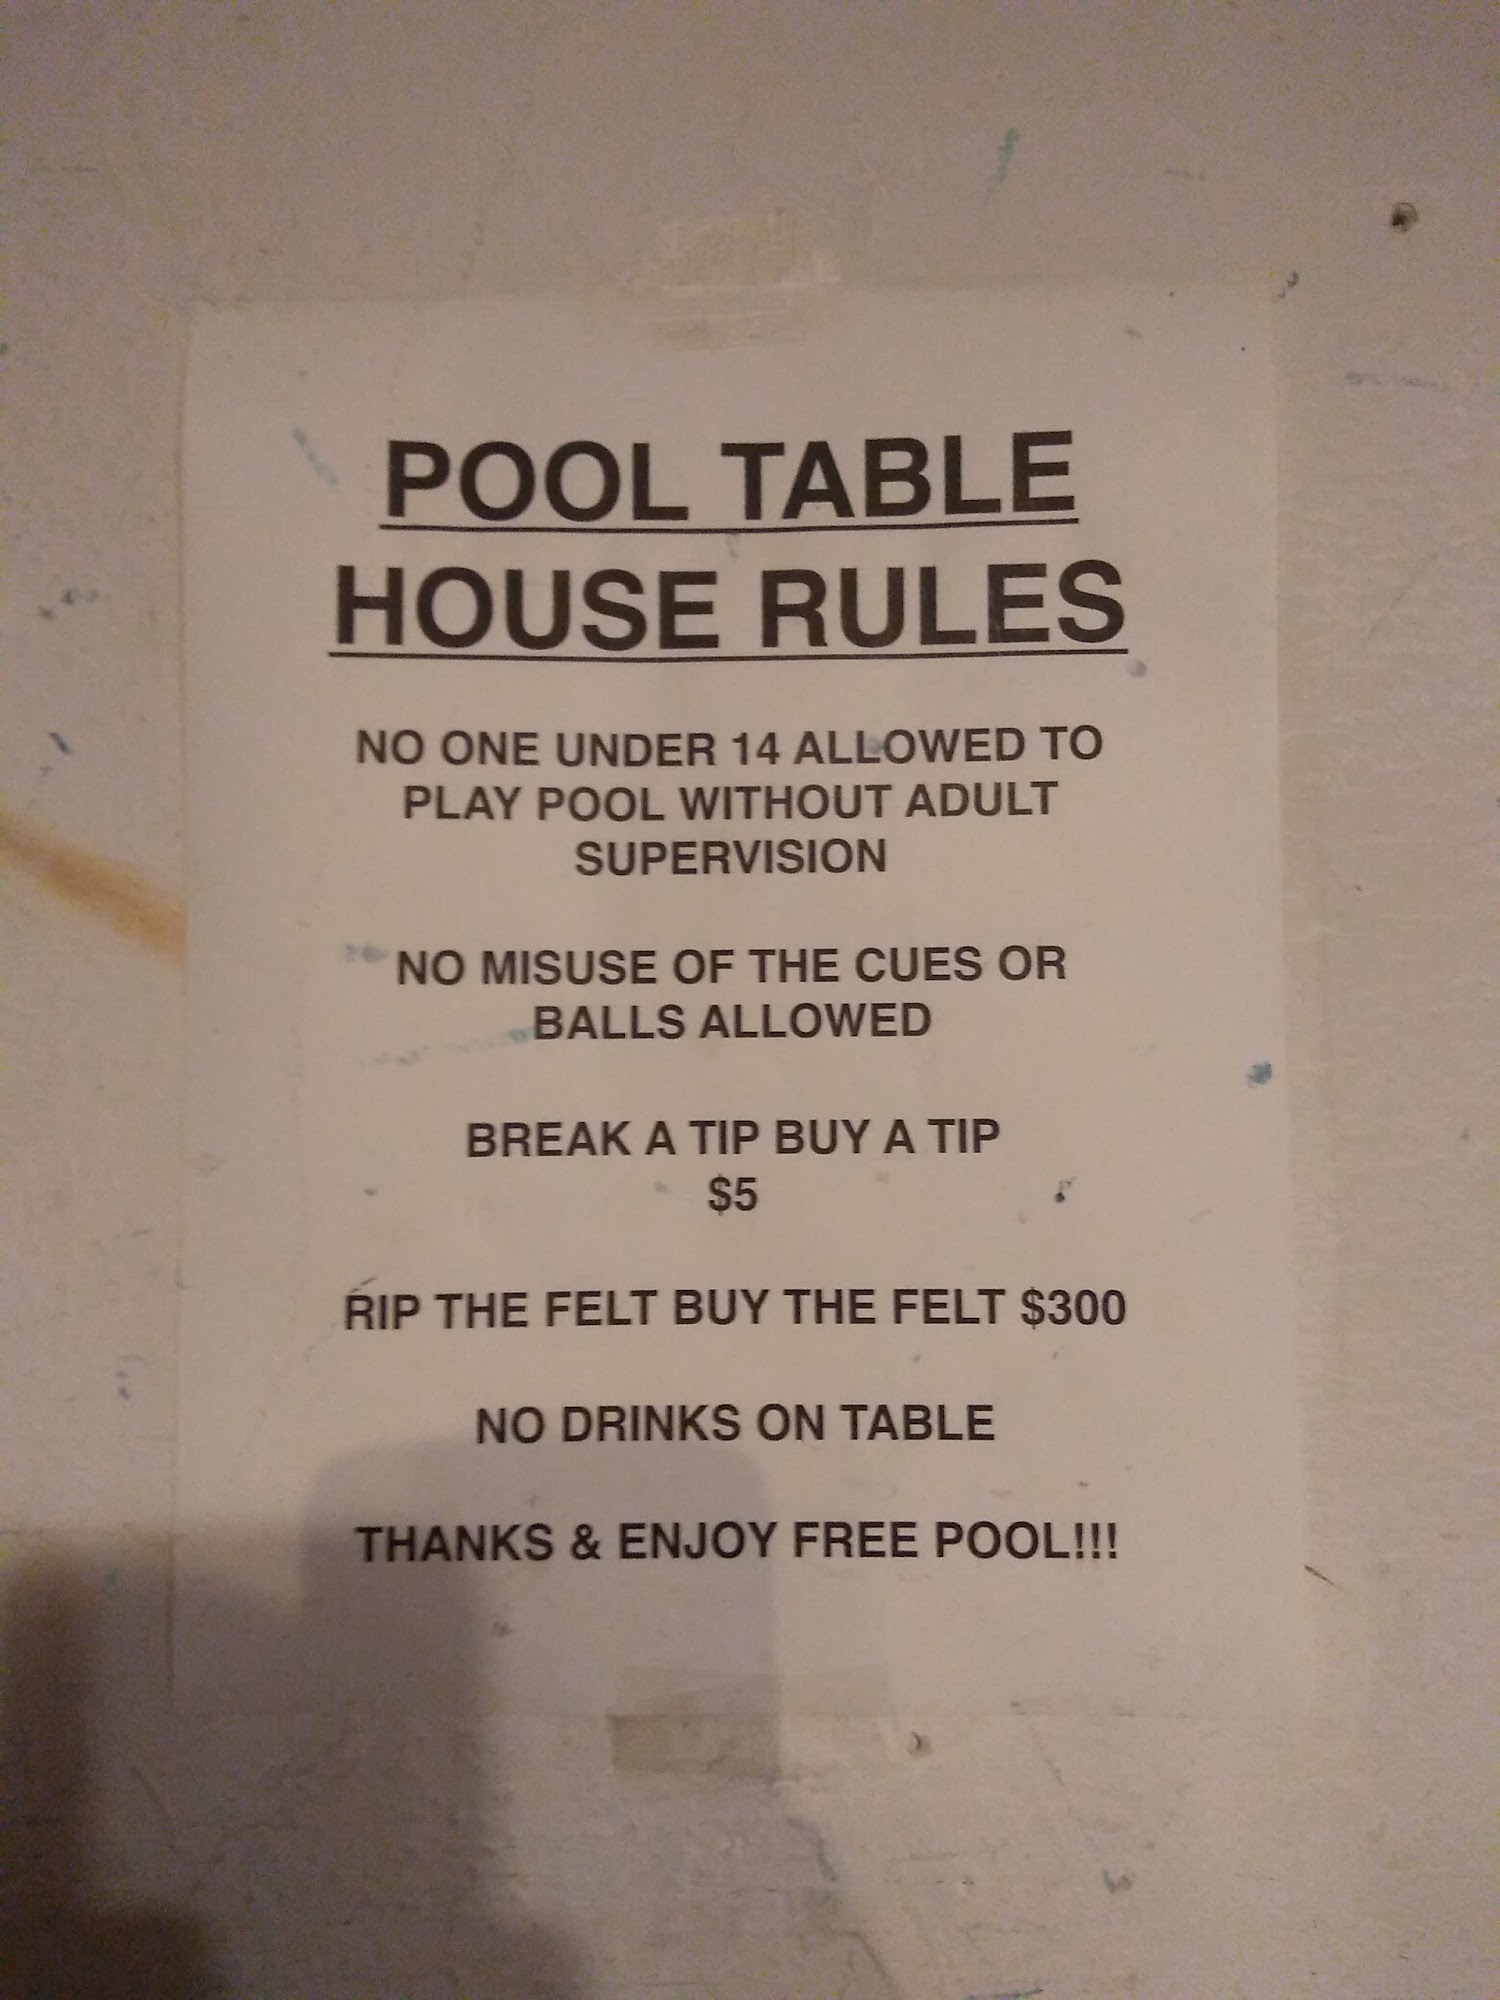 POOL TABLE
HOUSE RULES
NO ONE UNDER 14 ALLOWED TO
PLAY POOL WITHOUT ADULT
SUPERVISION
NO MISUSE OF THE CUES OR
BALLS ALLOWED
BREAK A TIP BUY A TIP
$5
RIP THE FELT BUY THE FELT $300
NO DRINKS ON TABLE
THANKS & ENJOY FREE POOL!!!